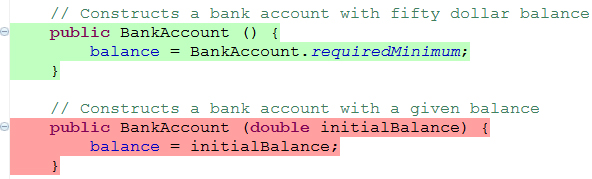 // Constructs a bank account with fifty dollar balance
public BankAccount () {
balance = BankAccount.requiredMinimum;
}
// Constructs a bank account with a given balance
public BankAccount (double initialBalance) {
balance = initialBalance;
}